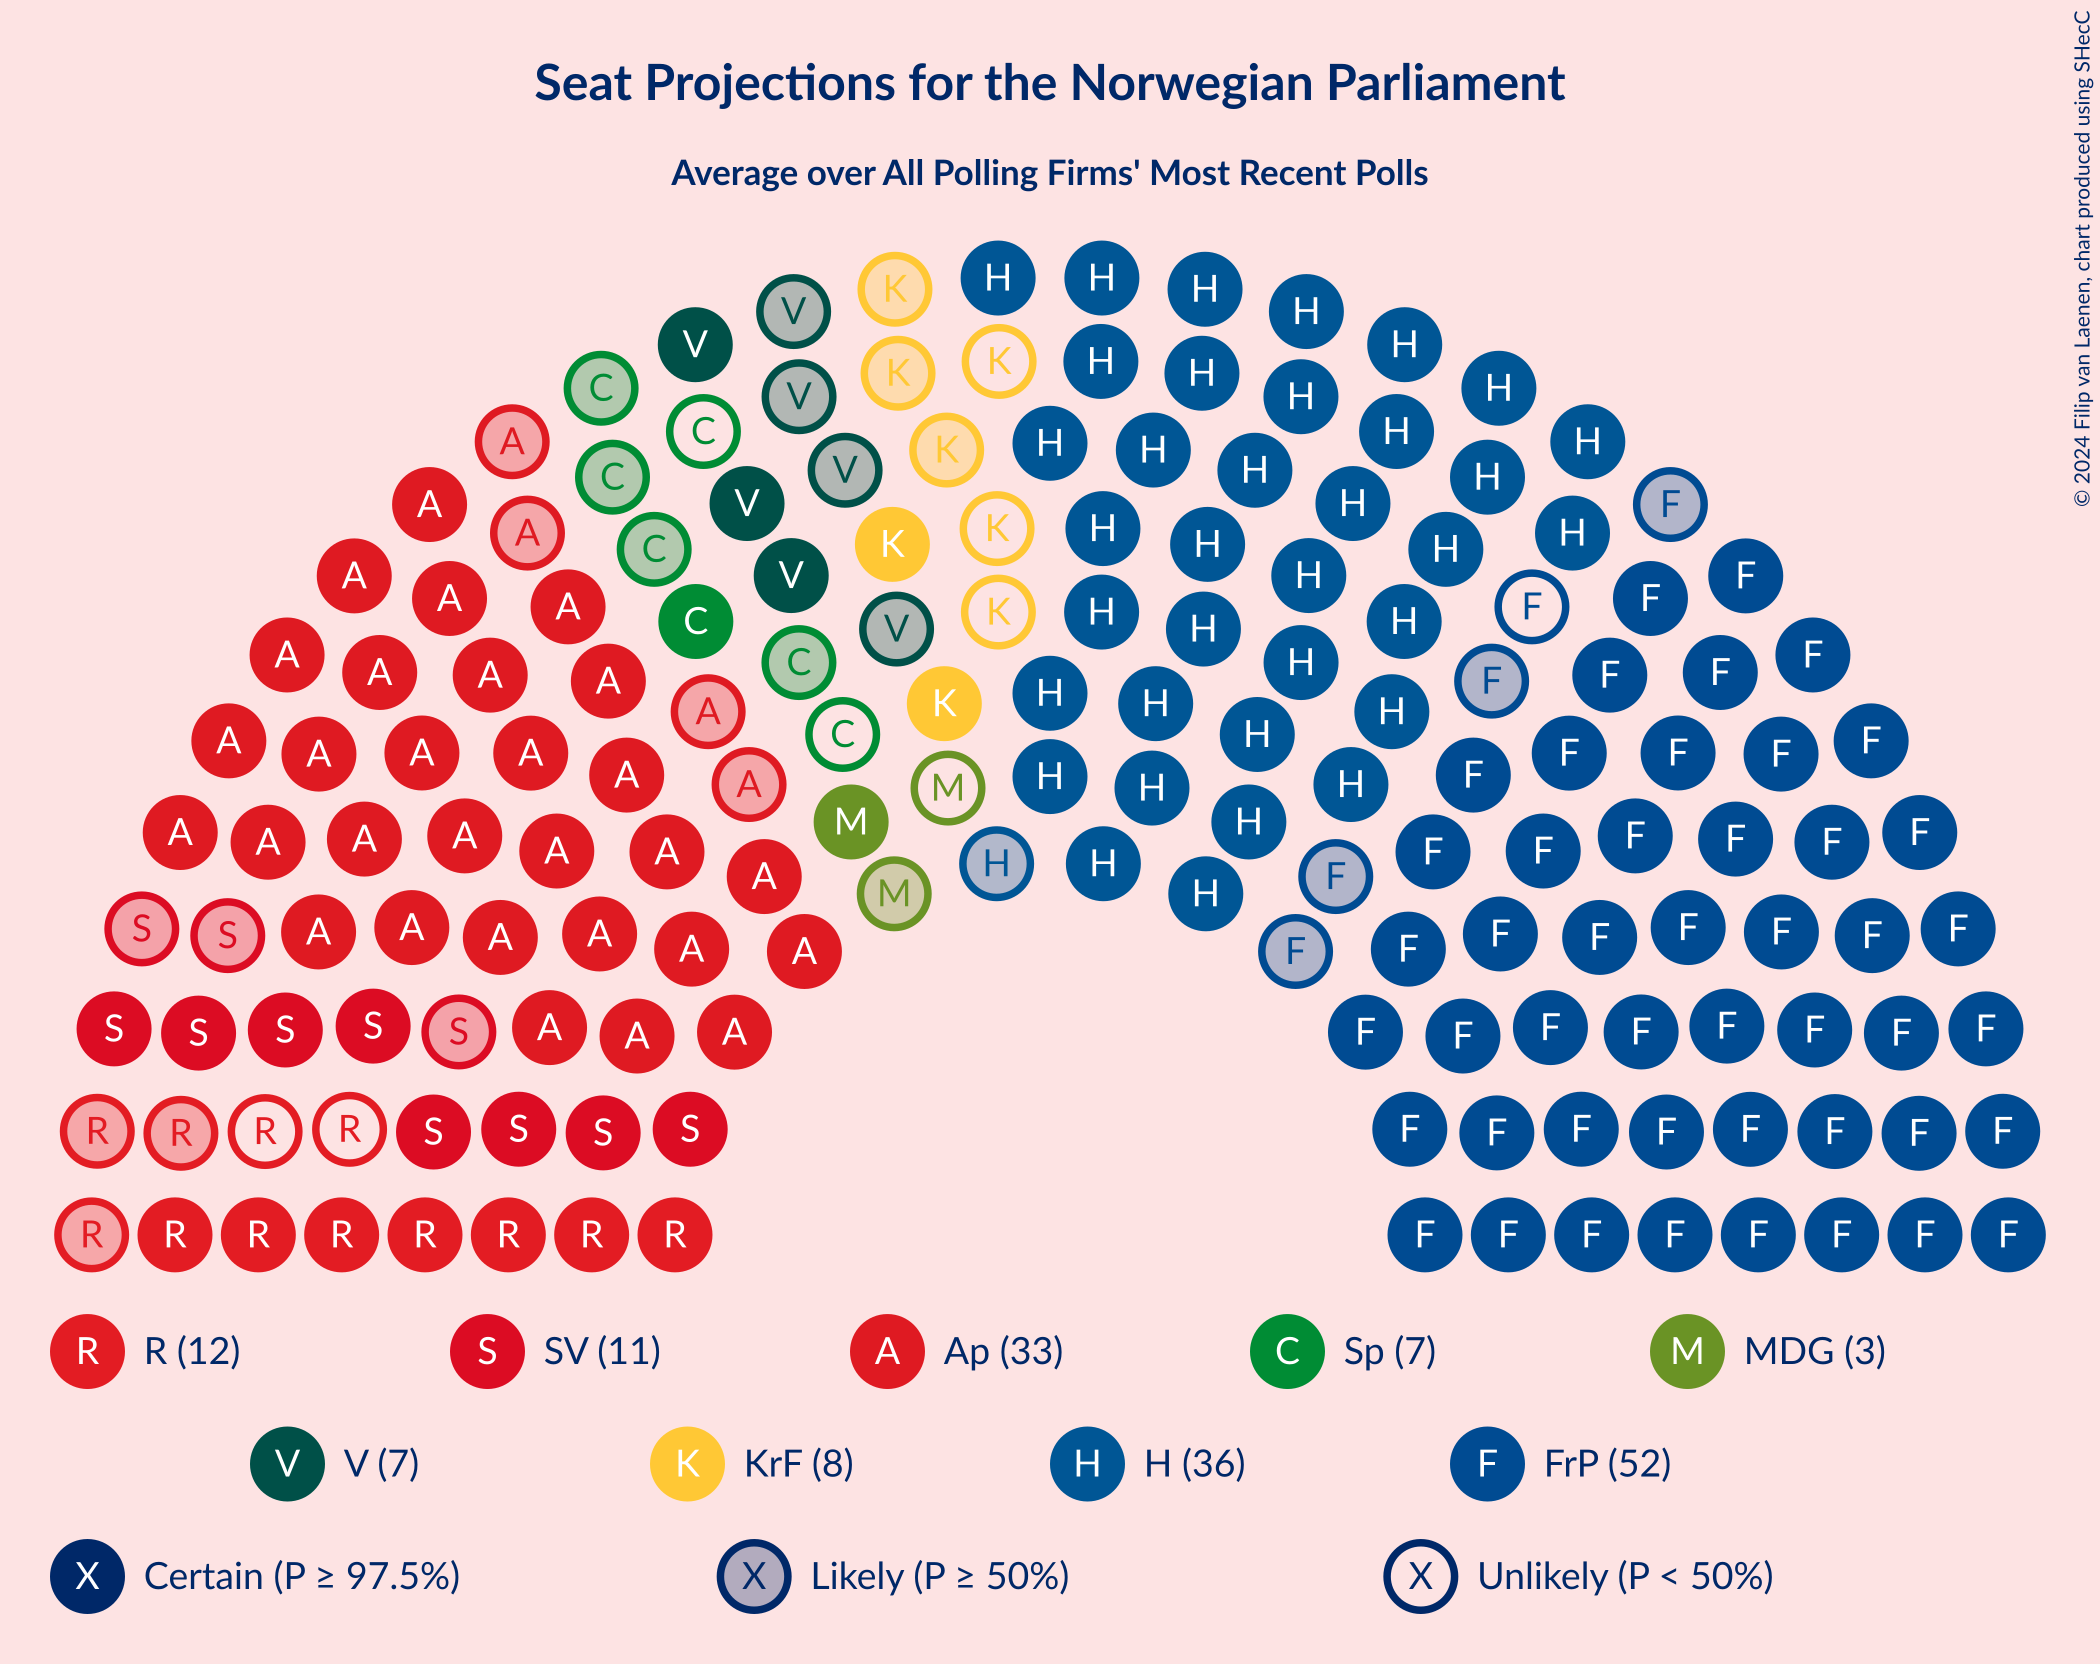 Seat Projections for the Norwegian Parliament
Average over All Polling Firms' Most Recent Polls
© 2024 Filip van Laenen, chart produced using SHecC
K H H H H
V V K K H H H H
C C V K H H H H H
A C V V H H H H H
A A C V K K H H H H H F
A A A C V V K H H H H F F F
A A A A A C K H H H H F F F F
A A A A A A C M H H H H F F F F F
A A A A A A A M H H H F F F F F F F
S S A A A A A A M H F F F F F F F F
S S S S S A A A F F F F F F F F
R R R R S S S S F F F F F F F F
R R R R R R R R F F F F F F F F
R R (12) S SV (11) A Ap (33) C Sp (7) M MDG (3)
V V (7) K KrF (8) H H (36) F FrP (52)
X Certain (P ≥ 97.5%) X Likely (P ≥ 50%) X Unlikely (P < 50%)